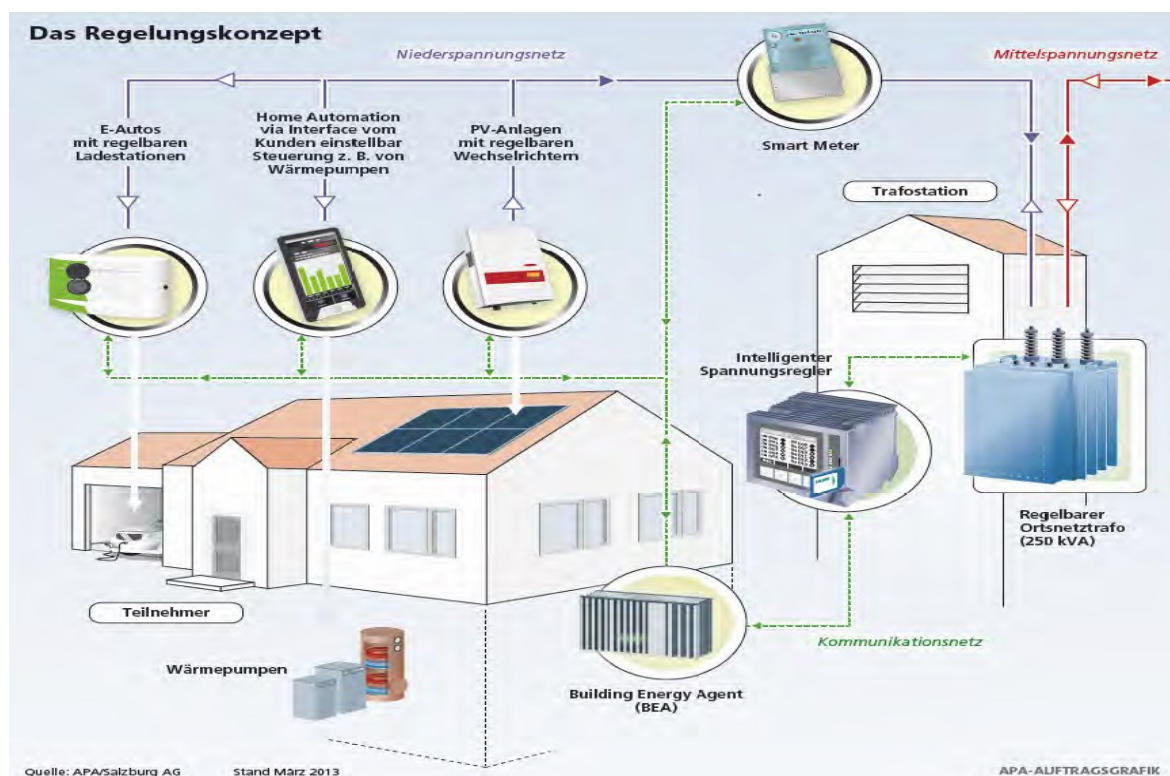 Das Regelungskonzept
Niederspannungsnetz
Mittelspannungsnetz
E-Autos
mit regelbaren
Ladestationen
Home Automation
via Interface vom
Kunden einstellbar
Steuerung z. B. von
Wärmepumpen
PV-Anlagen
mit regelbaren
Wechselrichtern
Smart Meter
Trafostation
Intelligenter
Spannungsregler
Regelbarer
Ortsnetztrafo
(250 kVA)
Teilnehmer
Wärmepumpen
Building Energy Agent
(BEA)
Kommunikationsnetz
Quelle: APA/Salzburg AG Stand März 2013
APA-AUFTRAGSGRAFIK